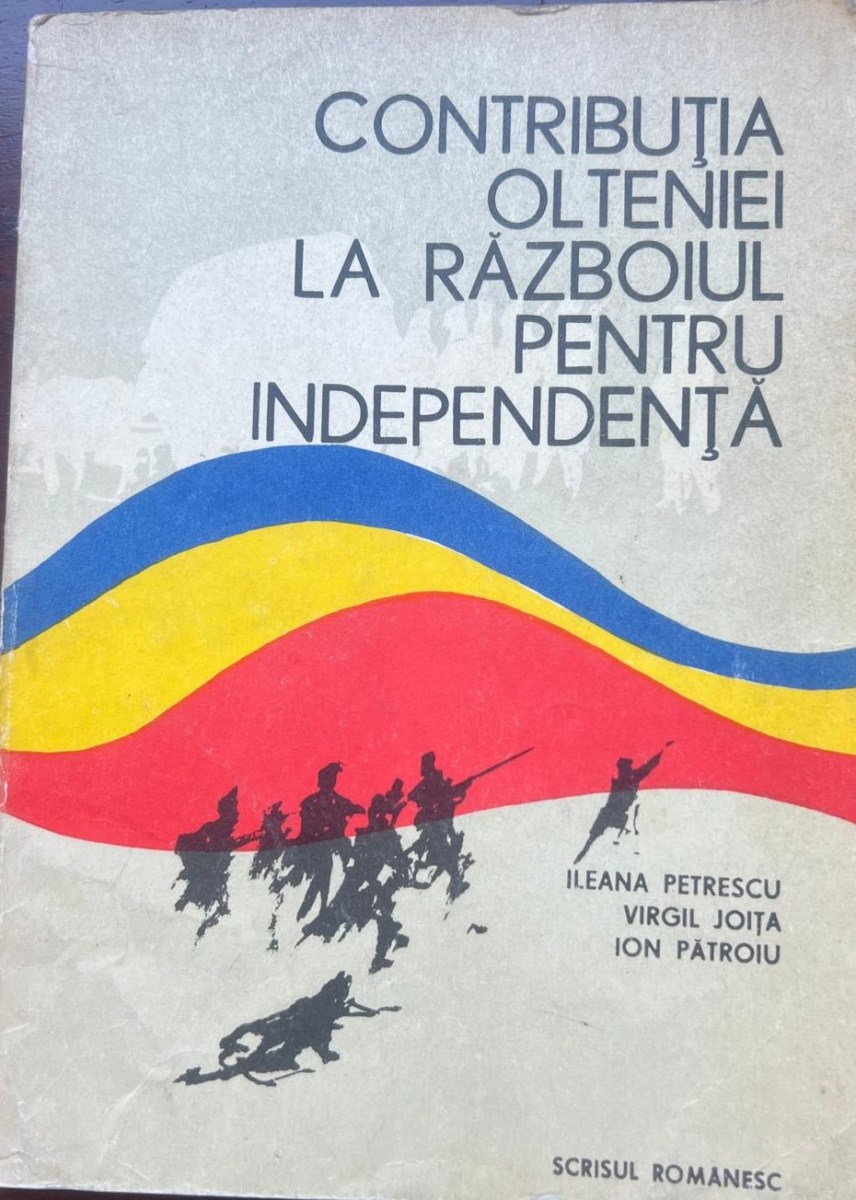 CONTRIBUŢIA
OLTENIEI
LA RĂZBOIUL
PENTRU
INDEPENDENŢĂ
ILEANA PETRESCU
VIRGIL JOIŢA
ION PĂTROIU
SCRISUL ROMÂNESC